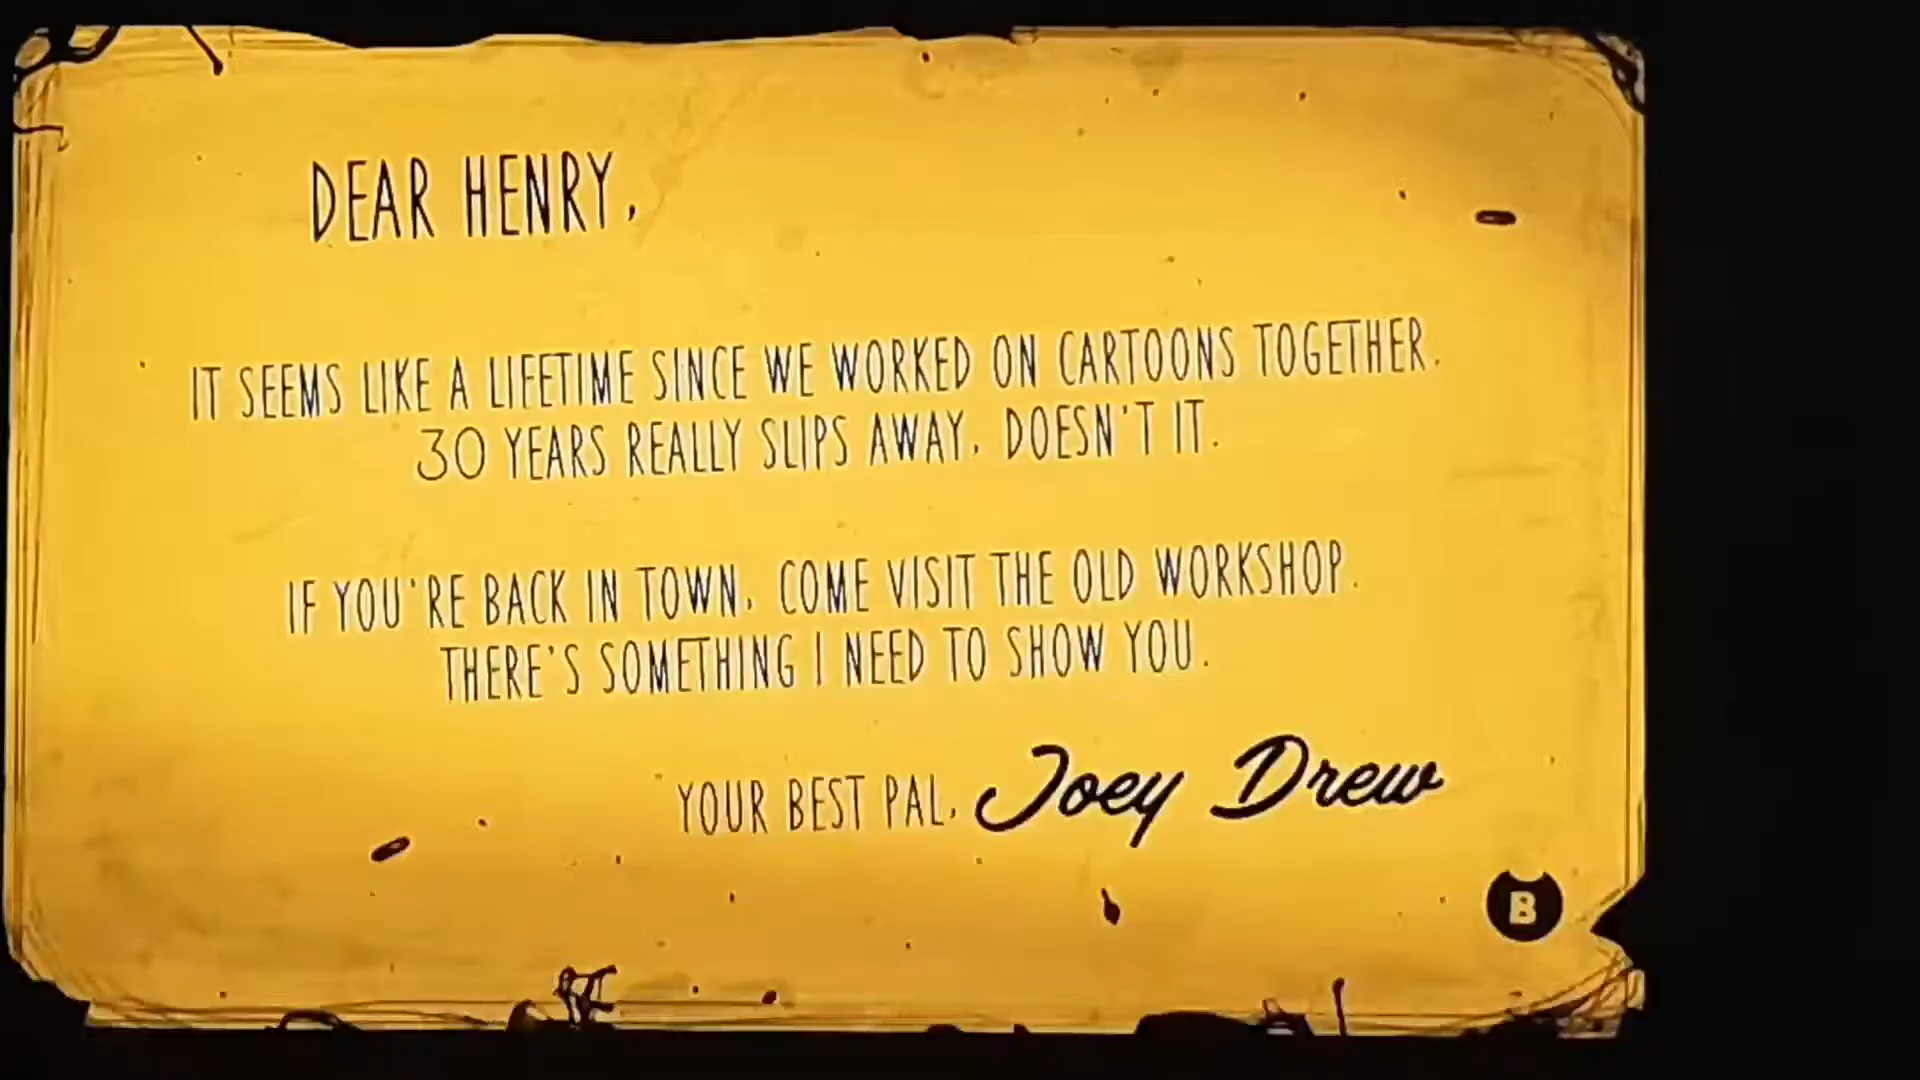 DEAR HENRY,
IT SEEMS LIKE A LIFETIME SINCE WE WORKED ON CARTOONS TOGETHER.
30 YEARS REALLY SLIPS AWAY, DOESN'T IT.
IF YOU'RE BACK IN TOWN, COME VISIT THE OLD WORKSHOP.
THERE'S SOMETHING I NEED TO SHOW YOU.
YOUR BEST PAL, Joey Drew
B